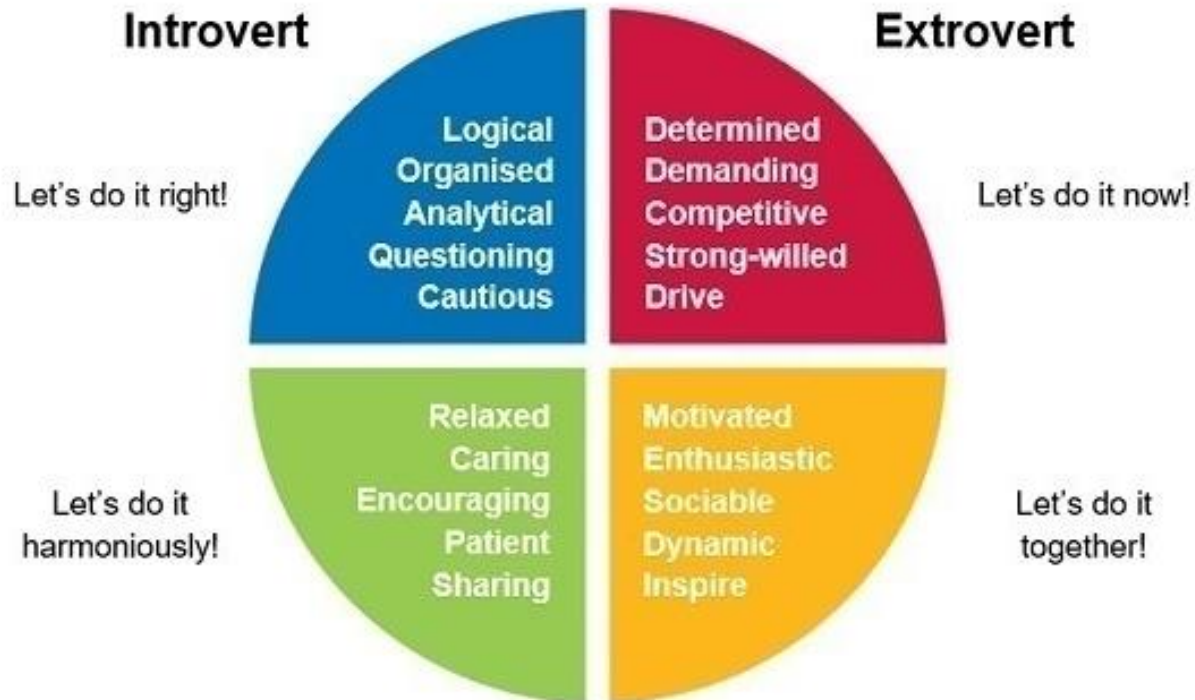 Introvert
Extrovert
Let's do it right!
Logical
Organised
Analytical
Questioning
Cautious
Determined
Demanding
Competitive
Strong-willed
Drive
Let's do it now!
Let's do it
harmoniously!
Relaxed
Caring
Encouraging
Patient
Sharing
Motivated
Enthusiastic
Sociable
Dynamic
Inspire
Let's do it
together!